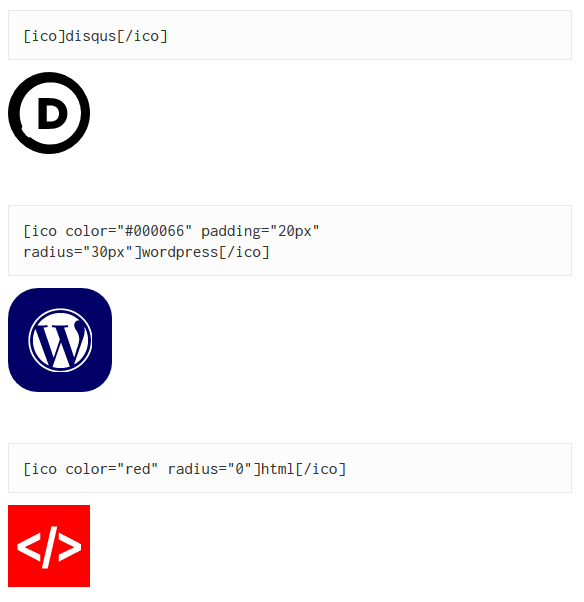 [ico]disqus[/ico]
D
[ico color="#000066" padding="20px"
radius="30px"]wordpress[/ico]
W
[ico color="red" radius="0"]html[/ico]
</>